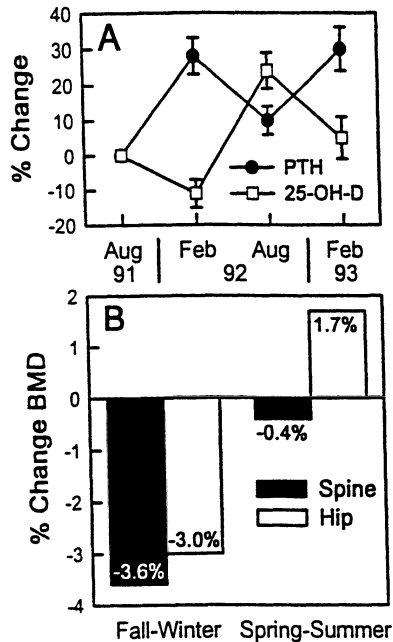 A
% Change
40
30
20
10
0
-10
-20
PTH
25-OH-D
Aug Feb Aug Feb
91 92 93
B
% Change BMD
2
1
0
-1
-2
-3
-4
1.7%
-0.4%
-3.0%
-3.6%
Spine
Hip
Fall-Winter Spring-Summer